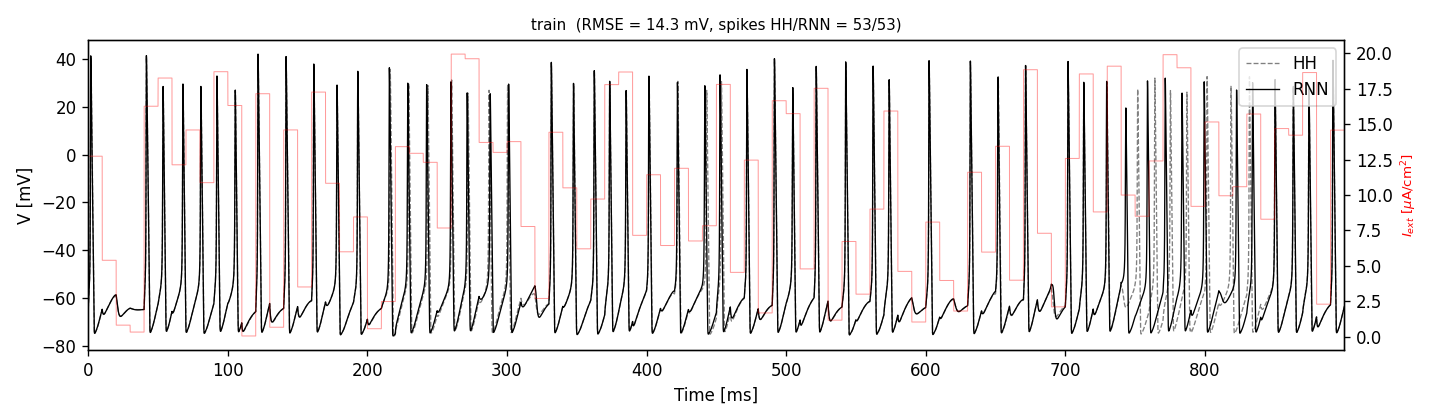 train  (RMSE = 14.3 mV, spikes HH/RNN = 53/53)
V [mV]
40
20
0
−20
−40
−60
−80
HH
RNN
20.0
17.5
15.0
12.5
10.0
7.5
5.0
2.5
0.0
I_ext [μA/cm²]
0 100 200 300 400 500 600 700 800
Time [ms]